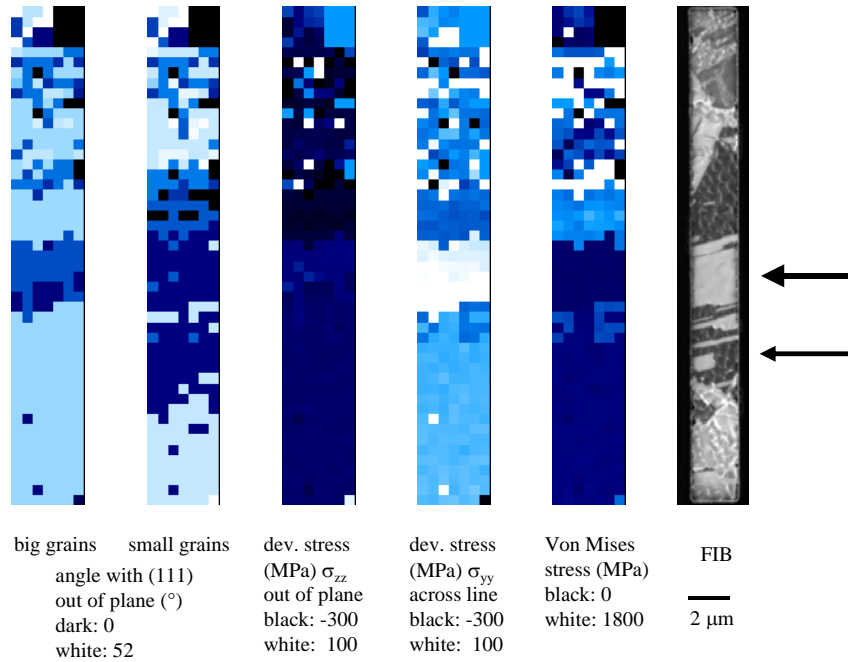 big grains
small grains
angle with (111)
out of plane (°)
dark: 0
white: 52
dev. stress
(MPa) σzz
out of plane
black: -300
white: 100
dev. stress
(MPa) σyy
across line
black: -300
white: 100
Von Mises
stress (MPa)
black: 0
white: 1800
FIB
2 μm